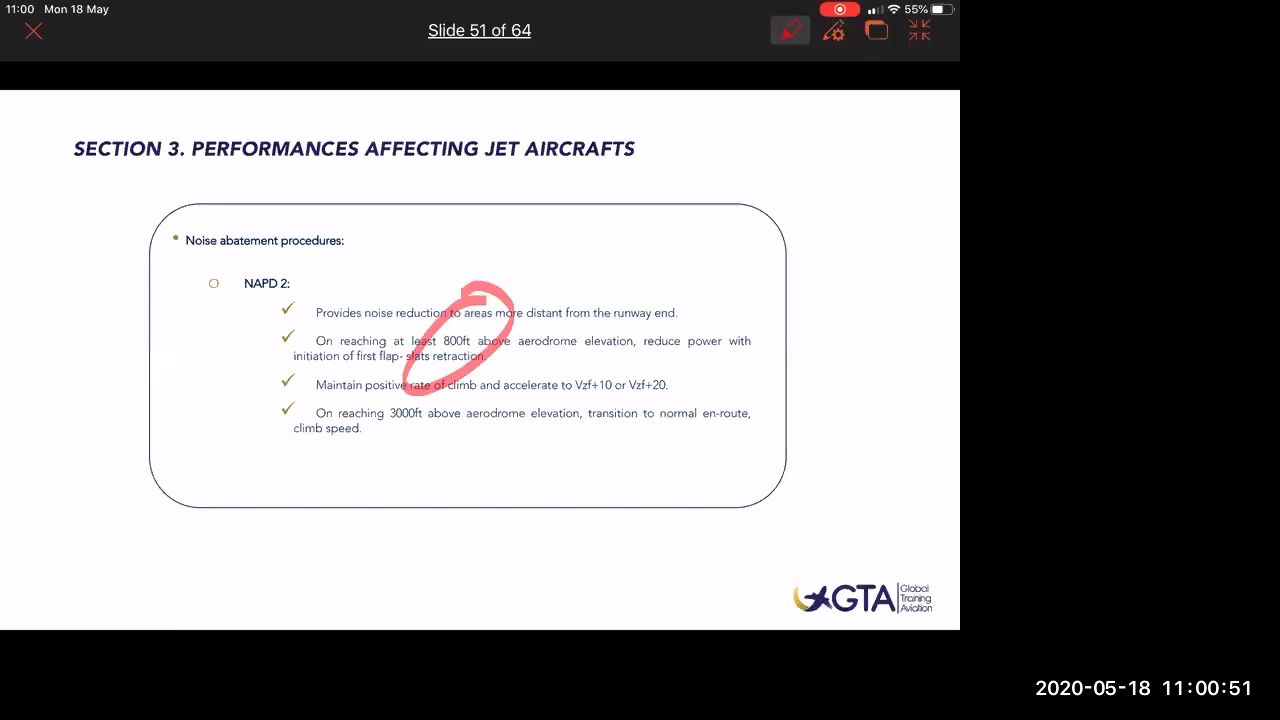 11:00 Mon 18 May
55%
Slide 51 of 64
SECTION 3. PERFORMANCES AFFECTING JET AIRCRAFTS
• Noise abatement procedures:
NAPD 2:
✓ Provides noise reduction to areas more distant from the runway end.
✓ On reaching at least 800ft above aerodrome elevation, reduce power with
initiation of first flap- slats retraction.
✓ Maintain positive rate of climb and accelerate to Vzf+10 or Vzf+20.
✓ On reaching 3000ft above aerodrome elevation, transition to normal en-route,
climb speed.
GTA
Global
Training
Aviation
2020-05-18 11:00:51